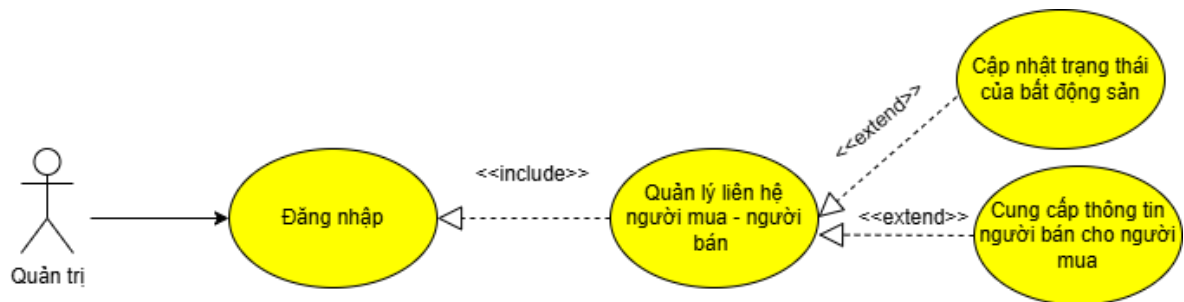 Quản trị
Đăng nhập
<<include>>
Quản lý liên hệ
người mua - người
bán
<<extend>>
Cập nhật trạng thái
của bất động sản
<<extend>>
Cung cấp thông tin
người bán cho người
mua